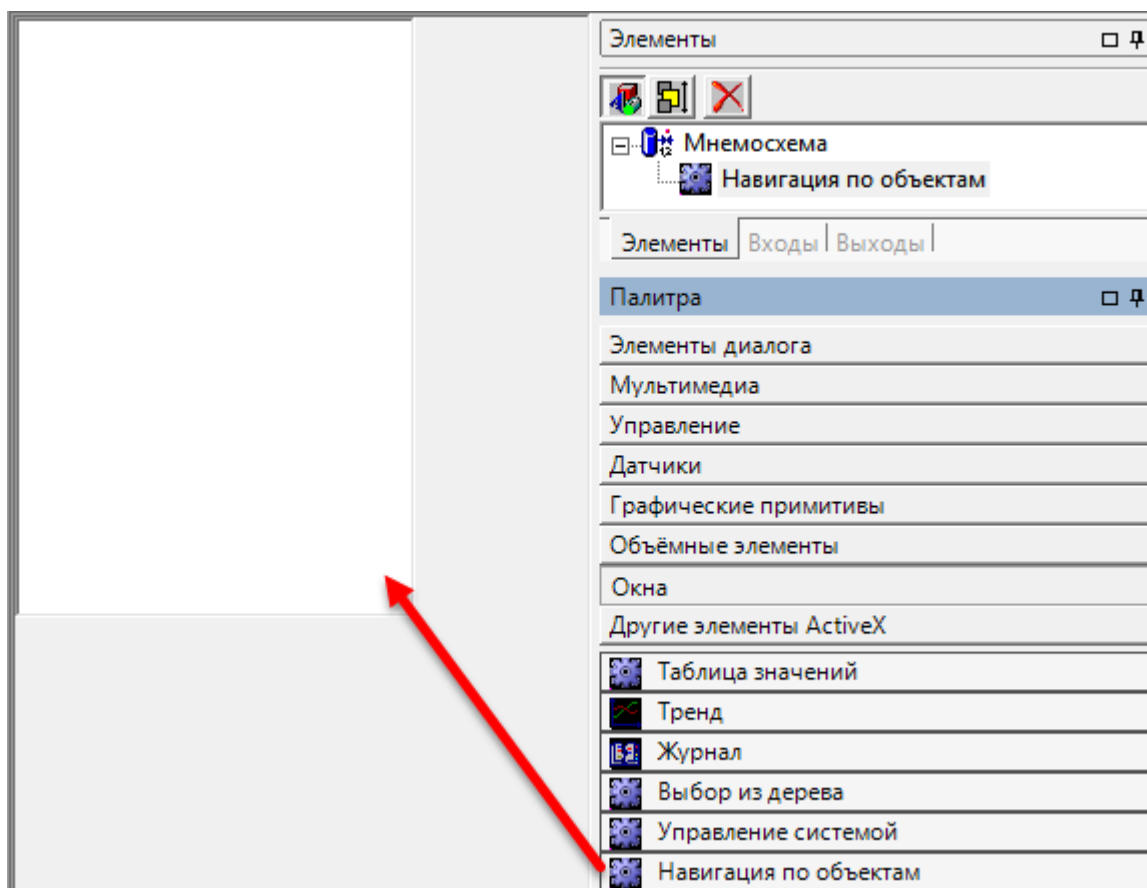 Элементы
Мнемосхема
Навигация по объектам
Элементы Входы Выходы
Палитра
Элементы диалога
Мультимедиа
Управление
Датчики
Графические примитивы
Объёмные элементы
Окна
Другие элементы ActiveX
Таблица значений
Тренд
Журнал
Выбор из дерева
Управление системой
Навигация по объектам